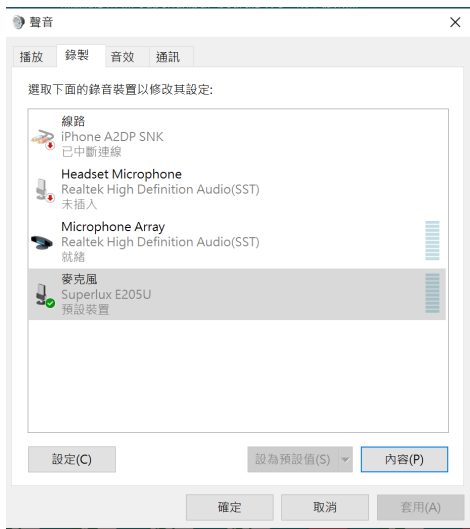 聲音
播放
錄製
音效
通訊
選取下面的錄音裝置以修改其設定:
線路
iPhone A2DP SNK
已中斷連線
Headset Microphone
Realtek High Definition Audio(SST)
未插入
Microphone Array
Realtek High Definition Audio(SST)
就緒
麥克風
Superlux E205U
預設裝置
設定(C)
設為預設值(S)
內容(P)
確定
取消
套用(A)